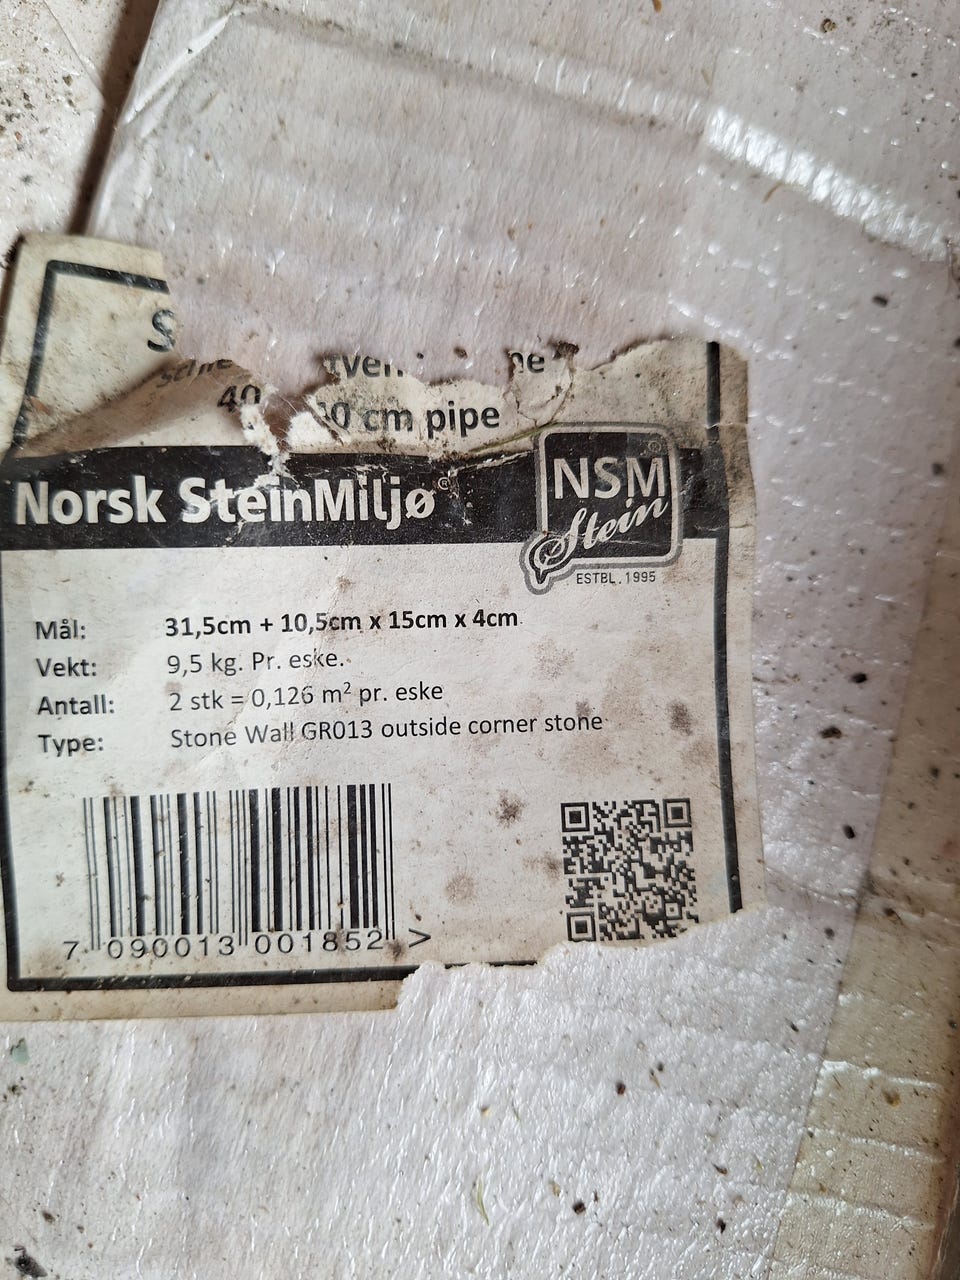 40
cm pipe
Norsk SteinMiljø®
NSM
Stein
ESTBL.1995
Mål: 31,5cm + 10,5cm x 15cm x 4cm
Vekt: 9,5 kg. Pr. eske.
Antall: 2 stk = 0,126 m² pr. eske
Type: Stone Wall GR013 outside corner stone
7 090013 001852 >